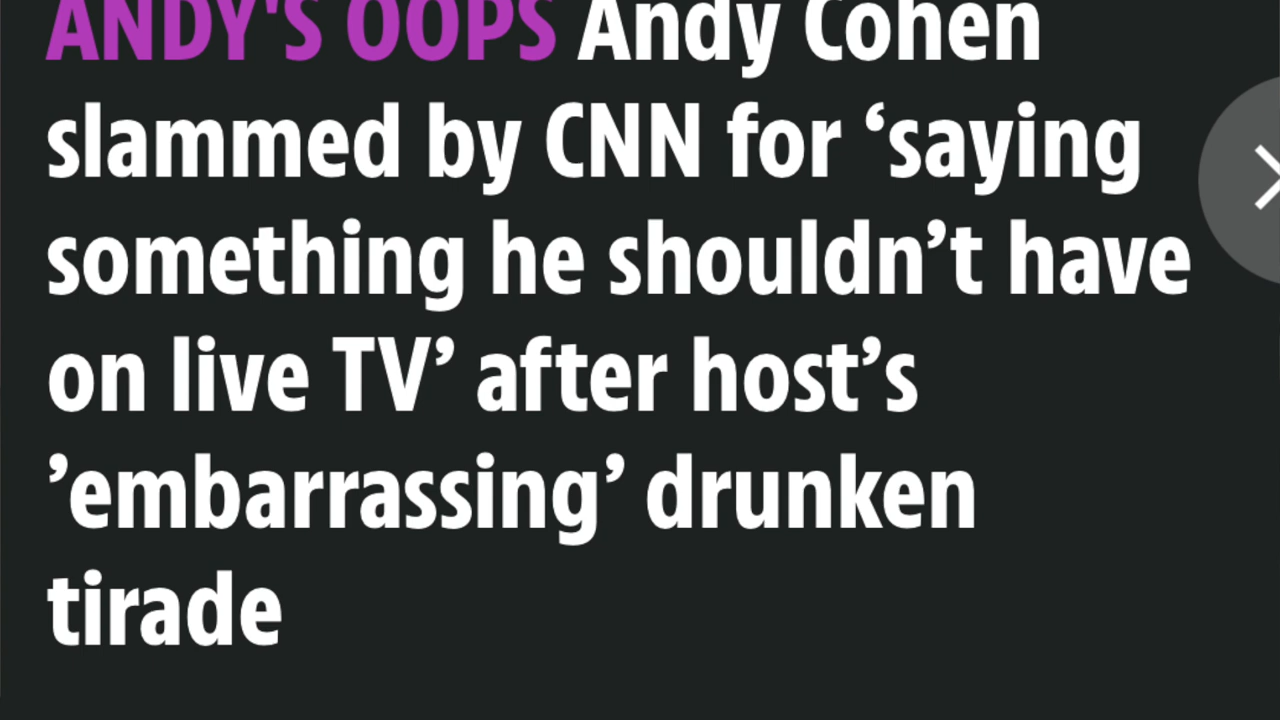 ANDY'S OOPS Andy Cohen
slammed by CNN for ‘saying
something he shouldn’t have
on live TV’ after host’s
’embarrassing’ drunken
tirade